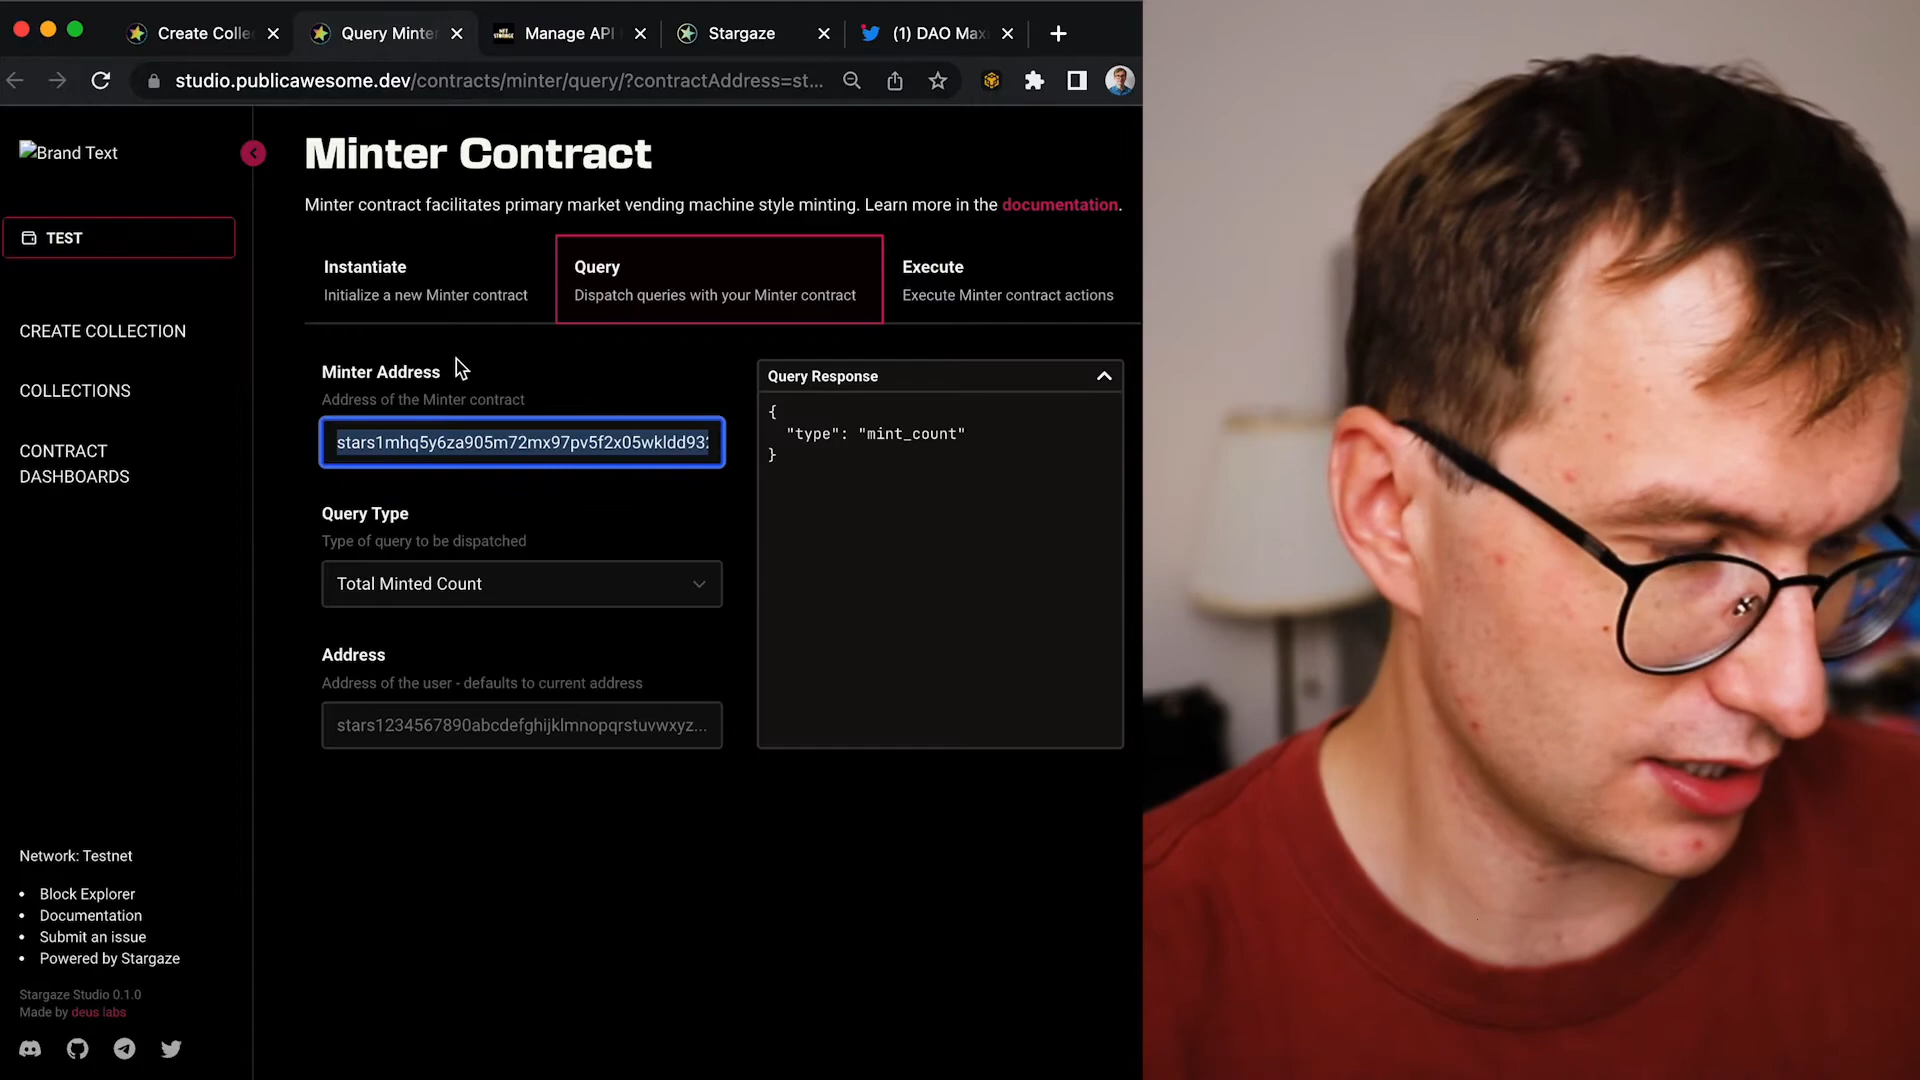 Create Colle
Query Minter
Manage API
Stargaze
(1) DAO Max
studio.publicawesome.dev/contracts/minter/query/?contractAddress=st...
Brand Text
TEST
CREATE COLLECTION
COLLECTIONS
CONTRACT
DASHBOARDS
Network: Testnet
Block Explorer
Documentation
Submit an issue
Powered by Stargaze
Stargaze Studio 0.1.0
Made by deus labs
Minter Contract
Minter contract facilitates primary market vending machine style minting. Learn more in the documentation.
Instantiate
Initialize a new Minter contract
Query
Dispatch queries with your Minter contract
Execute
Execute Minter contract actions
Minter Address
Address of the Minter contract
stars1mhq5y6za905m72mx97pv5f2x05wkldd932
Query Type
Type of query to be dispatched
Total Minted Count
Address
Address of the user - defaults to current address
stars1234567890abcdefghijklmnopqrstuvwxyz...
Query Response
{
"type": "mint_count"
}